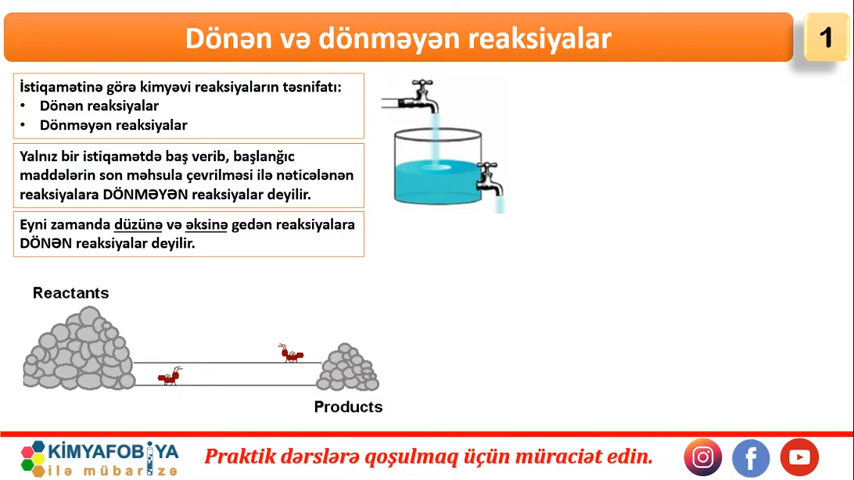 Dönən və dönməyən reaksiyalar
1
İstiqamətinə görə kimyəvi reaksiyaların təsnifatı:
• Dönən reaksiyalar
• Dönməyən reaksiyalar
Yalnız bir istiqamətdə baş verib, başlanğıc
maddələrin son məhsula çevrilməsi ilə nəticələnən
reaksiyalara DÖNMƏYƏN reaksiyalar deyilir.
Eyni zamanda düzünə və əksinə gedən reaksiyalara
DÖNƏN reaksiyalar deyilir.
Reactants
Products
KİMYAFOBİYA
ilə mübarizə
Praktik dərslərə qoşulmaq üçün müraciət edin.